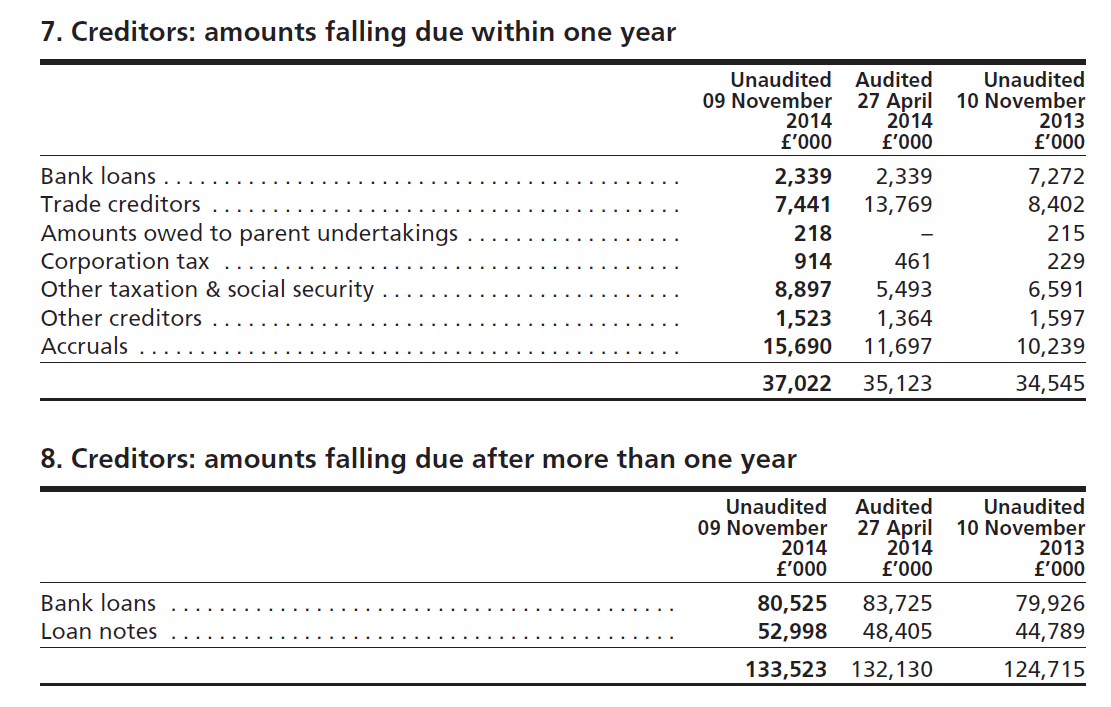 7. Creditors: amounts falling due within one year
Unaudited Audited Unaudited
09 November 27 April 10 November
2014 2014 2013
£’000 £’000 £’000
Bank loans . . . . . . . . . . . . . . . . . . . . . . . . . . . . . . . . . . . . . . . . . . . 2,339 2,339 7,272
Trade creditors . . . . . . . . . . . . . . . . . . . . . . . . . . . . . . . . . . . . . . . 7,441 13,769 8,402
Amounts owed to parent undertakings . . . . . . . . . . . . . . . . . . 218 – 215
Corporation tax . . . . . . . . . . . . . . . . . . . . . . . . . . . . . . . . . . . . . . 914 461 229
Other taxation & social security . . . . . . . . . . . . . . . . . . . . . . . . . 8,897 5,493 6,591
Other creditors . . . . . . . . . . . . . . . . . . . . . . . . . . . . . . . . . . . . . . . 1,523 1,364 1,597
Accruals . . . . . . . . . . . . . . . . . . . . . . . . . . . . . . . . . . . . . . . . . . . . . 15,690 11,697 10,239
37,022 35,123 34,545
8. Creditors: amounts falling due after more than one year
Unaudited Audited Unaudited
09 November 27 April 10 November
2014 2014 2013
£’000 £’000 £’000
Bank loans . . . . . . . . . . . . . . . . . . . . . . . . . . . . . . . . . . . . . . . . . . 80,525 83,725 79,926
Loan notes . . . . . . . . . . . . . . . . . . . . . . . . . . . . . . . . . . . . . . . . . . 52,998 48,405 44,789
133,523 132,130 124,715